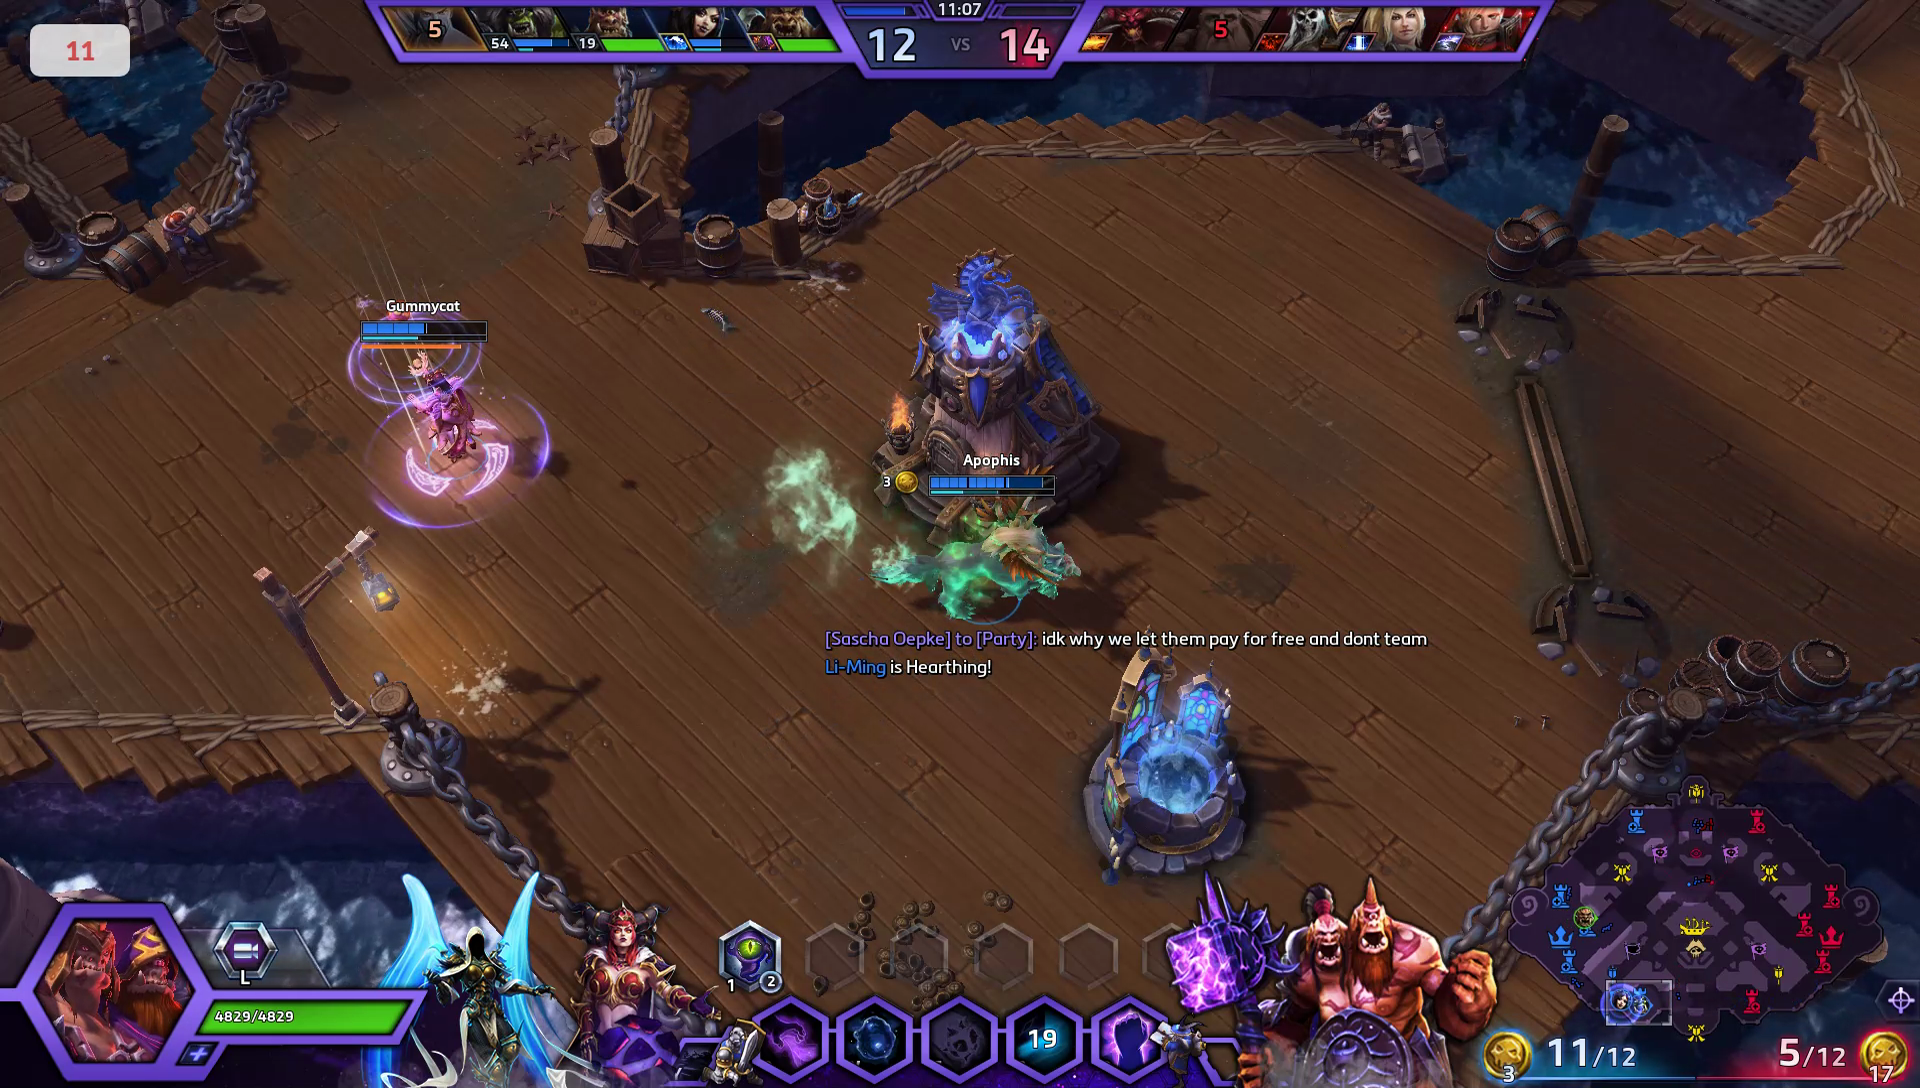 11
5
54
19
11:07
12 VS 14
5
Gummycat
Apophis
3
[Sascha Oepke] to [Party]: idk why we let them pay for free and dont team
Li-Ming is Hearthing!
L
4829/4829
1
2
19
11/12
3
5/12
17